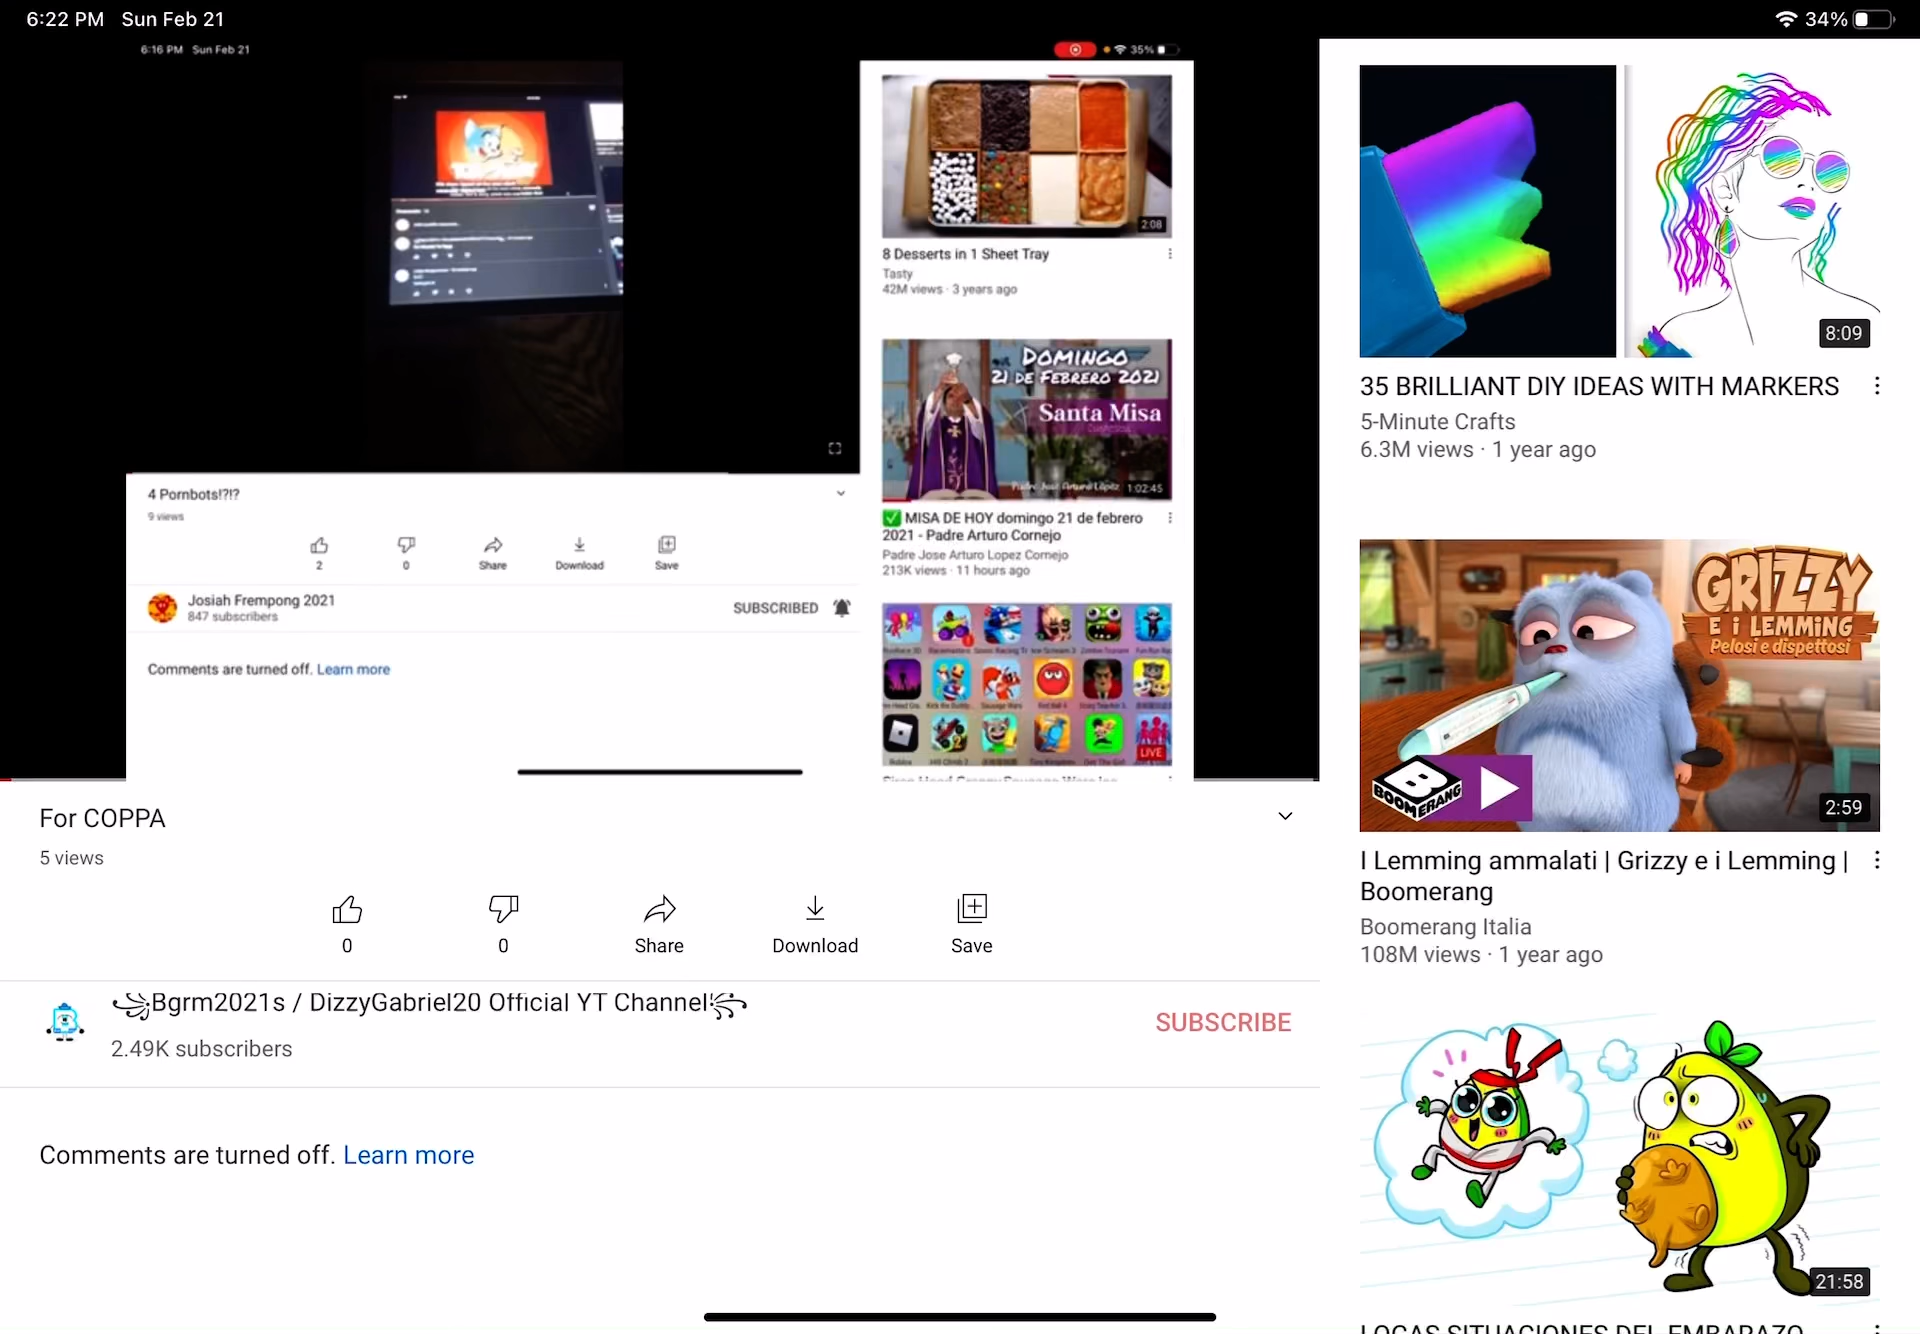 6:22 PM Sun Feb 21
34%
6:16 PM Sun Feb 21
35%
2:08
8 Desserts in 1 Sheet Tray
Tasty
42M views · 3 years ago
DOMINGO
21 DE FEBRERO 2021
Santa Misa
Padre José Arturo López
1:02:45
✅ MISA DE HOY domingo 21 de febrero
2021 - Padre Arturo Cornejo
Padre Jose Arturo Lopez Cornejo
213K views · 11 hours ago
LIVE
4 Pornbots!?!?
9 views
2
0
Share
Download
Save
Josiah Frempong 2021
847 subscribers
SUBSCRIBED
Comments are turned off. Learn more
For COPPA
5 views
0
0
Share
Download
Save
꧁Bgrm2021s / DizzyGabriel20 Official YT Channel!꧂
2.49K subscribers
SUBSCRIBE
Comments are turned off. Learn more
8:09
35 BRILLIANT DIY IDEAS WITH MARKERS
5-Minute Crafts
6.3M views · 1 year ago
GRIZZY
E i LEMMING
Pelosi e dispettosi
B
BOOMERANG
2:59
I Lemming ammalati | Grizzy e i Lemming |
Boomerang
Boomerang Italia
108M views · 1 year ago
21:58
LOCAS SITUACIONES DEL EMBARAZO